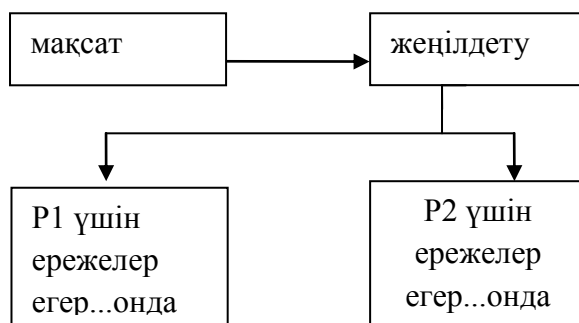 мақсат
жеңілдету
Р1 үшін
ережелер
егер...онда
Р2 үшін
ережелер
егер...онда